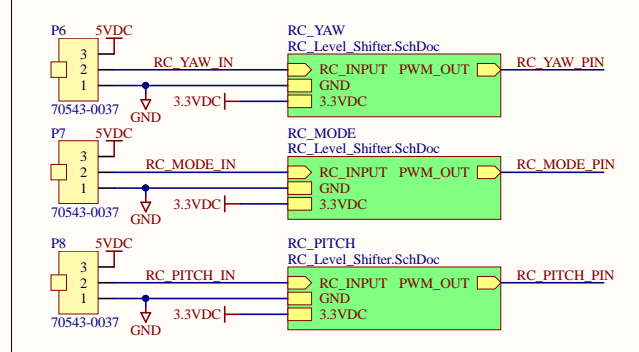 P6 5VDC RC_YAW
RC_Level_Shifter.SchDoc
3 RC_YAW_IN RC_YAW_PIN
2 RC_INPUT PWM_OUT
1 GND
3.3VDC 3.3VDC
70543-0037 GND
P7 5VDC RC_MODE
RC_Level_Shifter.SchDoc
3 RC_MODE_IN RC_MODE_PIN
2 RC_INPUT PWM_OUT
1 GND
3.3VDC 3.3VDC
70543-0037 GND
P8 5VDC RC_PITCH
RC_Level_Shifter.SchDoc
3 RC_PITCH_IN RC_PITCH_PIN
2 RC_INPUT PWM_OUT
1 GND
3.3VDC 3.3VDC
70543-0037 GND